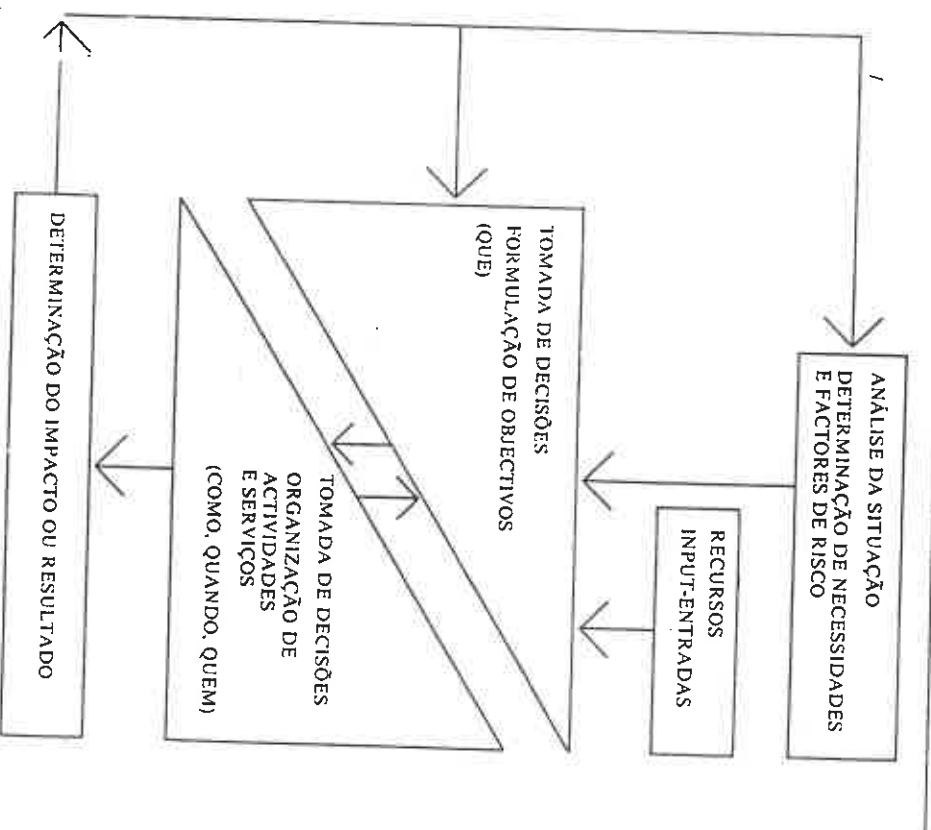 ANÁLISE DA SITUAÇÃO
DETERMINAÇÃO DE NECESSIDADES
E FACTORES DE RISCO
RECURSOS
INPUT-ENTRADAS
TOMADA DE DECISÕES
FORMULAÇÃO DE OBJECTIVOS
(QUE)
TOMADA DE DECISÕES
ORGANIZAÇÃO DE
ACTIVIDADES
E SERVIÇOS
(COMO, QUANDO, QUEM)
DETERMINAÇÃO DO IMPACTO OU RESULTADO